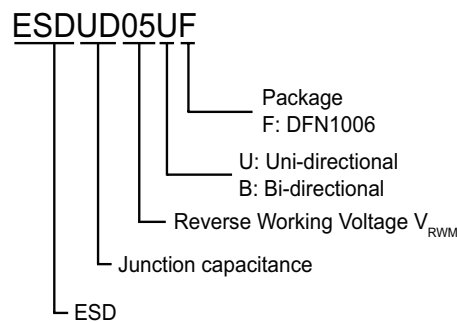 ESDUD05UF
Package
F: DFN1006
U: Uni-directional
B: Bi-directional
Reverse Working Voltage VRWM
Junction capacitance
ESD